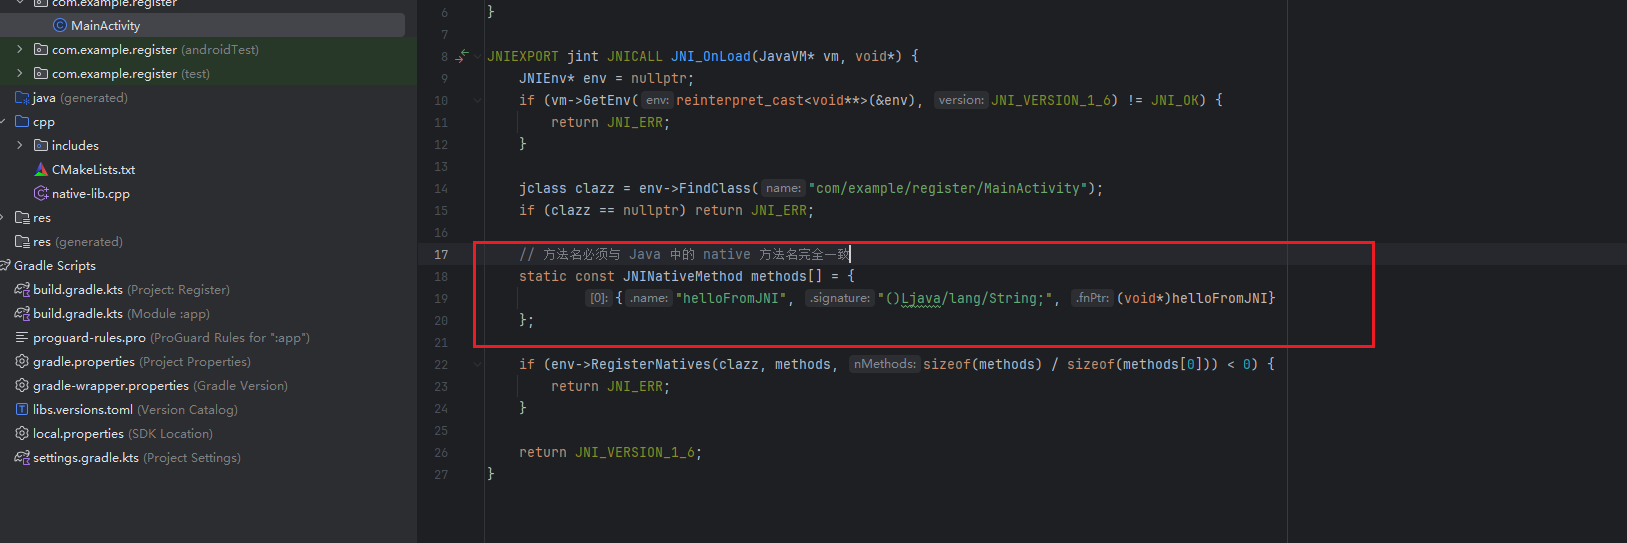 com.example.register
MainActivity
com.example.register (androidTest)
com.example.register (test)
java (generated)
cpp
includes
CMakeLists.txt
native-lib.cpp
res
res (generated)
Gradle Scripts
build.gradle.kts (Project: Register)
build.gradle.kts (Module :app)
proguard-rules.pro (ProGuard Rules for ":app")
gradle.properties (Project Properties)
gradle-wrapper.properties (Gradle Version)
libs.versions.toml (Version Catalog)
local.properties (SDK Location)
settings.gradle.kts (Project Settings)
6 }
7
8 JNIEXPORT jint JNICALL JNI_OnLoad(JavaVM* vm, void*) {
9 JNIEnv* env = nullptr;
10 if (vm->GetEnv( env: reinterpret_cast<void**>(&env), version: JNI_VERSION_1_6) != JNI_OK) {
11 return JNI_ERR;
12 }
13
14 jclass clazz = env->FindClass( name: "com/example/register/MainActivity");
15 if (clazz == nullptr) return JNI_ERR;
16
17 // 方法名必须与 Java 中的 native 方法名完全一致
18 static const JNINativeMethod methods[] = {
19 [0]: { .name: "helloFromJNI", .signature: "()Ljava/lang/String;", .fnPtr: (void*)helloFromJNI}
20 };
21
22 if (env->RegisterNatives(clazz, methods, nMethods: sizeof(methods) / sizeof(methods[0])) < 0) {
23 return JNI_ERR;
24 }
25
26 return JNI_VERSION_1_6;
27 }